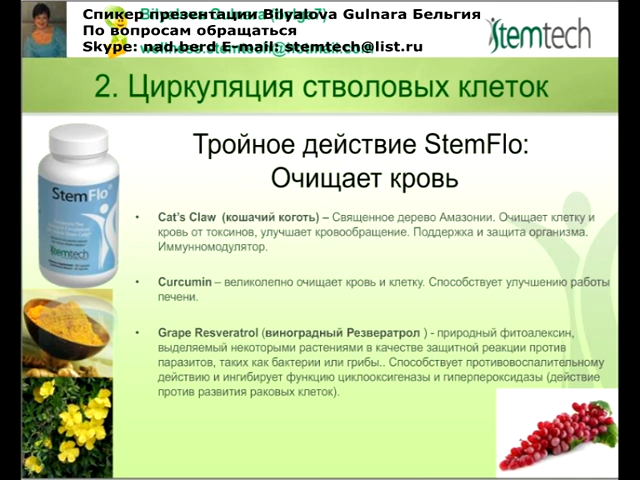 Спикер презентации Bilyalova Gulnara Бельгия
По вопросам обращаться
Skype: nad.berd E-mail: stemtech@list.ru
stemtech
2. Циркуляция стволовых клеток
Тройное действие StemFlo:
Очищает кровь
StemFlo
stemtech
• Cat's Claw (кошачий коготь) – Священное дерево Амазонии. Очищает клетку и
кровь от токсинов, улучшает кровообращение. Поддержка и защита организма.
Иммунномодулятор.
• Curcumin – великолепно очищает кровь и клетку. Способствует улучшению работы
печени.
• Grape Resveratrol (виноградный Резвератрол ) - природный фитоалексин,
выделяемый некоторыми растениями в качестве защитной реакции против
паразитов, таких как бактерии или грибы.. Способствует противовоспалительному
действию и ингибирует функцию циклооксигеназы и гиперпероксидазы (действие
против развития раковых клеток).